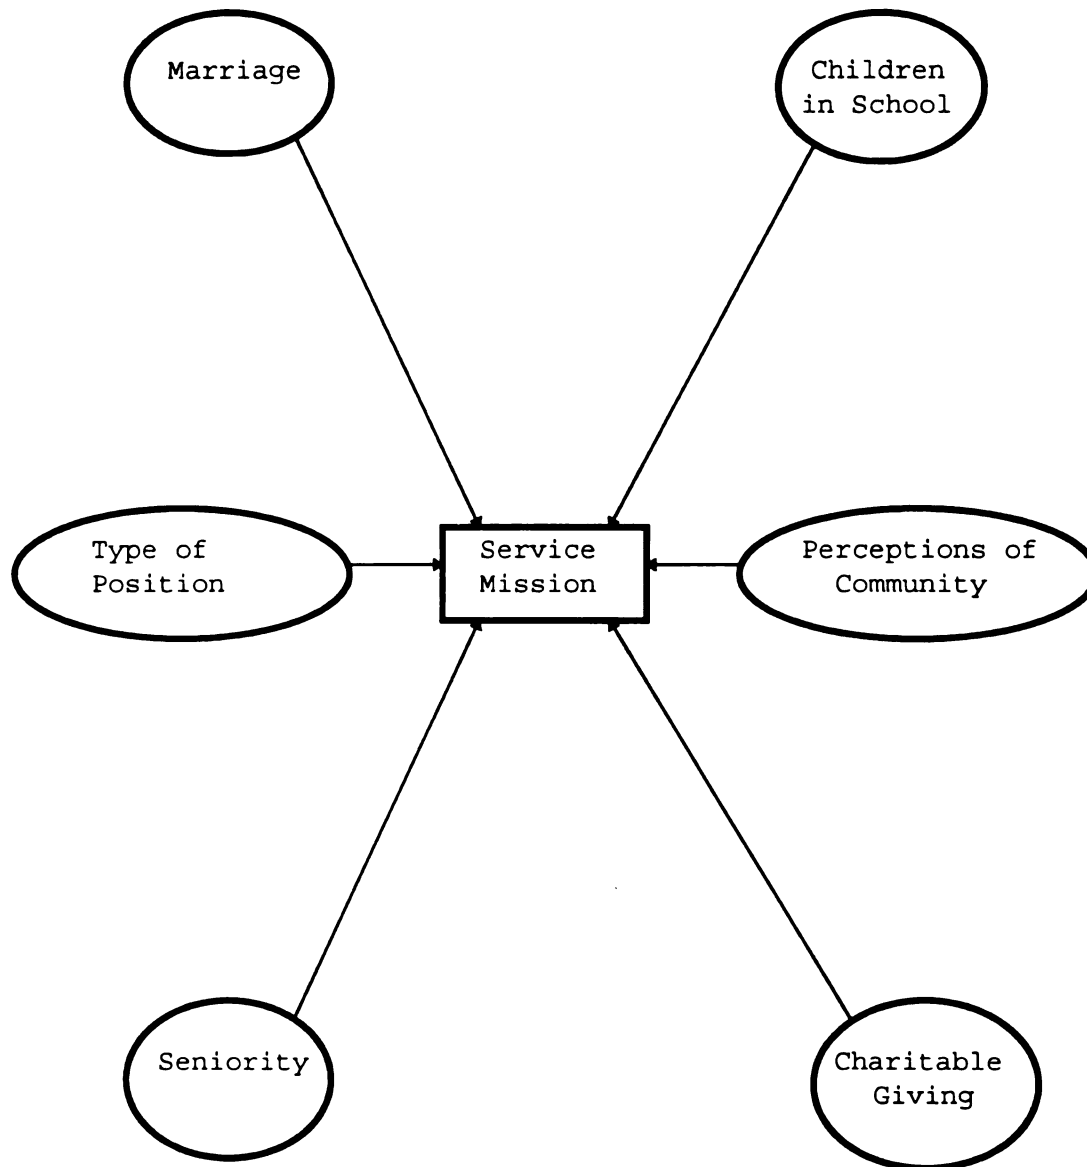 Marriage
Children
in School
Type of
Position
Service
Mission
Perceptions of
Community
Seniority
Charitable
Giving